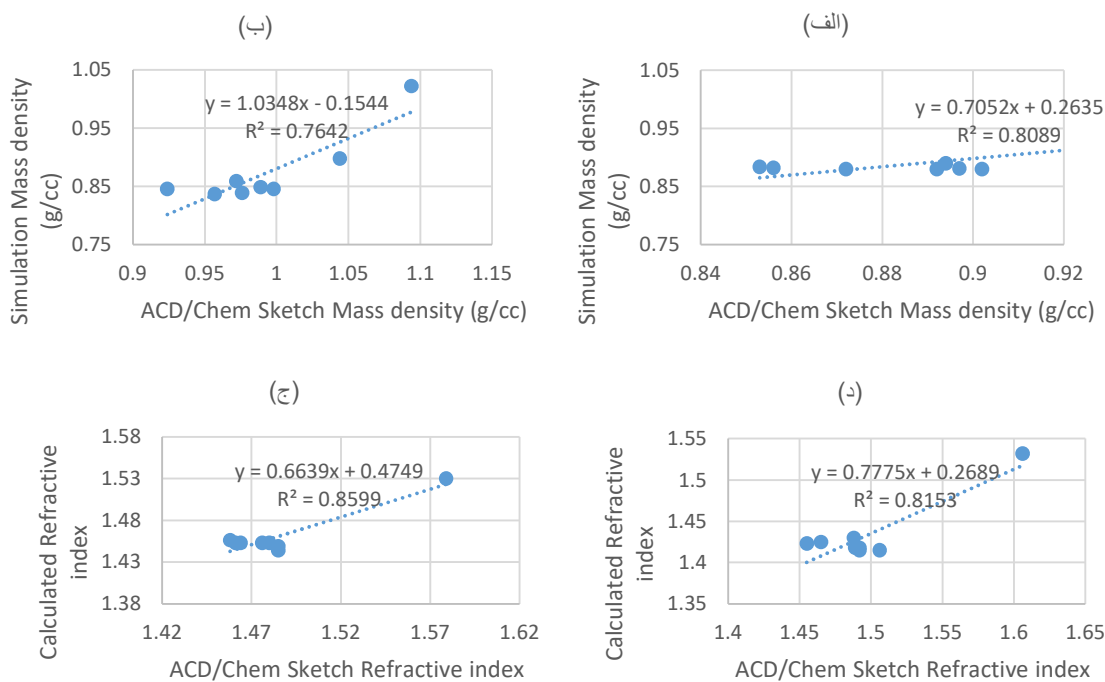 (ب)
Simulation Mass density
(g/cc)
1.05
0.95
0.85
0.75
y = 1.0348x - 0.1544
R² = 0.7642
0.9
0.95
1
1.05
1.1
1.15
ACD/Chem Sketch Mass density (g/cc)
(الف)
Simulation Mass density
(g/cc)
1.05
0.95
0.85
0.75
y = 0.7052x + 0.2635
R² = 0.8089
0.84
0.86
0.88
0.9
0.92
ACD/Chem Sketch Mass density (g/cc)
(ج)
Calculated Refractive
index
1.58
1.53
1.48
1.43
1.38
y = 0.6639x + 0.4749
R² = 0.8599
1.42
1.47
1.52
1.57
1.62
ACD/Chem Sketch Refractive index
(د)
Calculated Refractive
index
1.55
1.5
1.45
1.4
1.35
y = 0.7775x + 0.2689
R² = 0.8153
1.4
1.45
1.5
1.55
1.6
1.65
ACD/Chem Sketch Refractive index